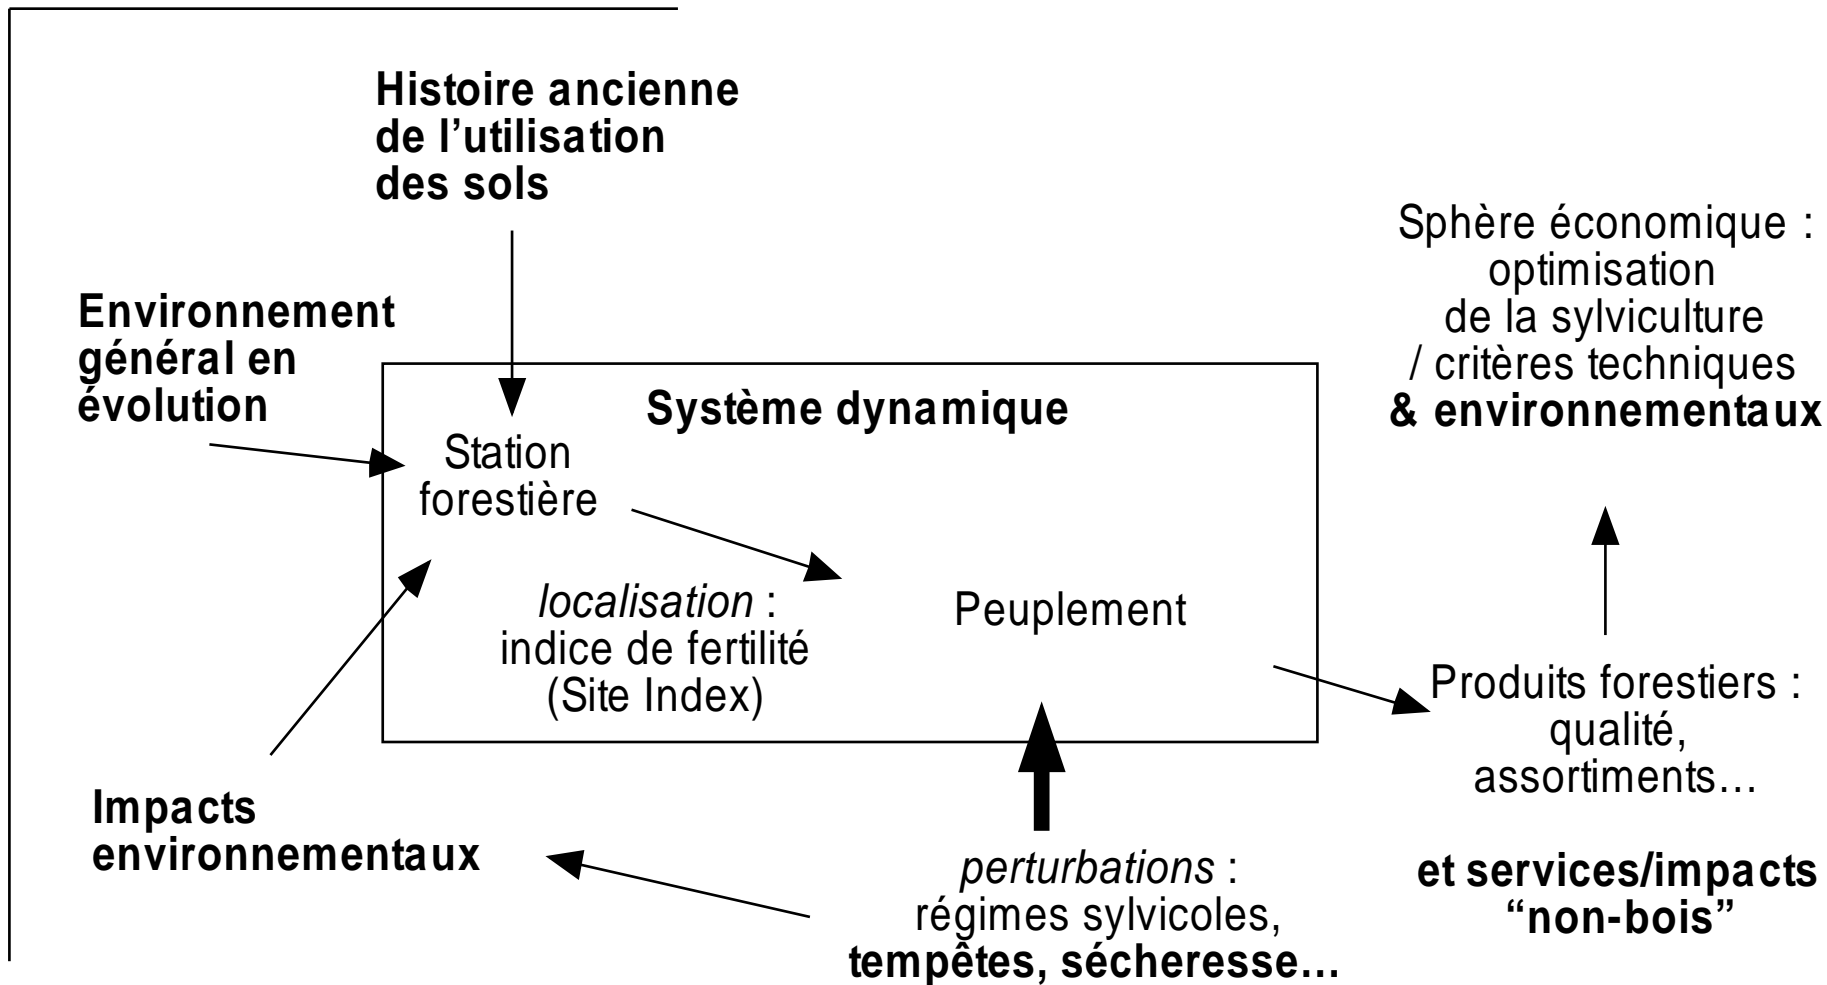 Histoire ancienne
de l’utilisation
des sols
Environnement
général en
évolution
Système dynamique
Station
forestière
localisation :
indice de fertilité
(Site Index)
Peuplement
Impacts
environnementaux
perturbations :
régimes sylvicoles,
tempêtes, sécheresse…
Sphère économique :
optimisation
de la sylviculture
/ critères techniques
& environnementaux
Produits forestiers :
qualité,
assortiments…
et services/impacts
“non-bois”